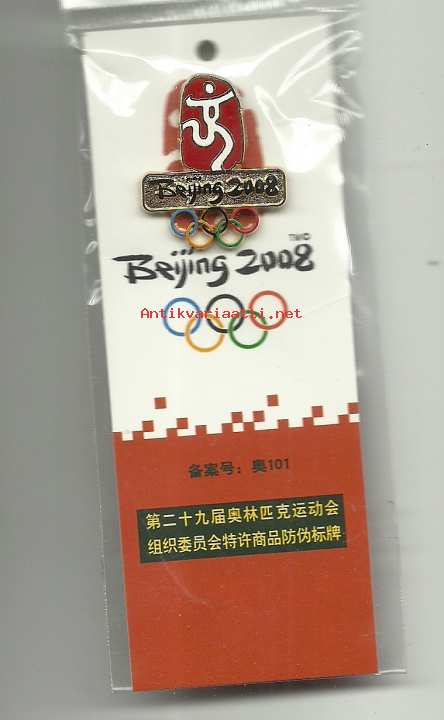 Beijing 2008
TM©
Beijing 2008
Antikvariaatti.net
备案号：奥101
第二十九届奥林匹克运动会
组织委员会特许商品防伪标牌